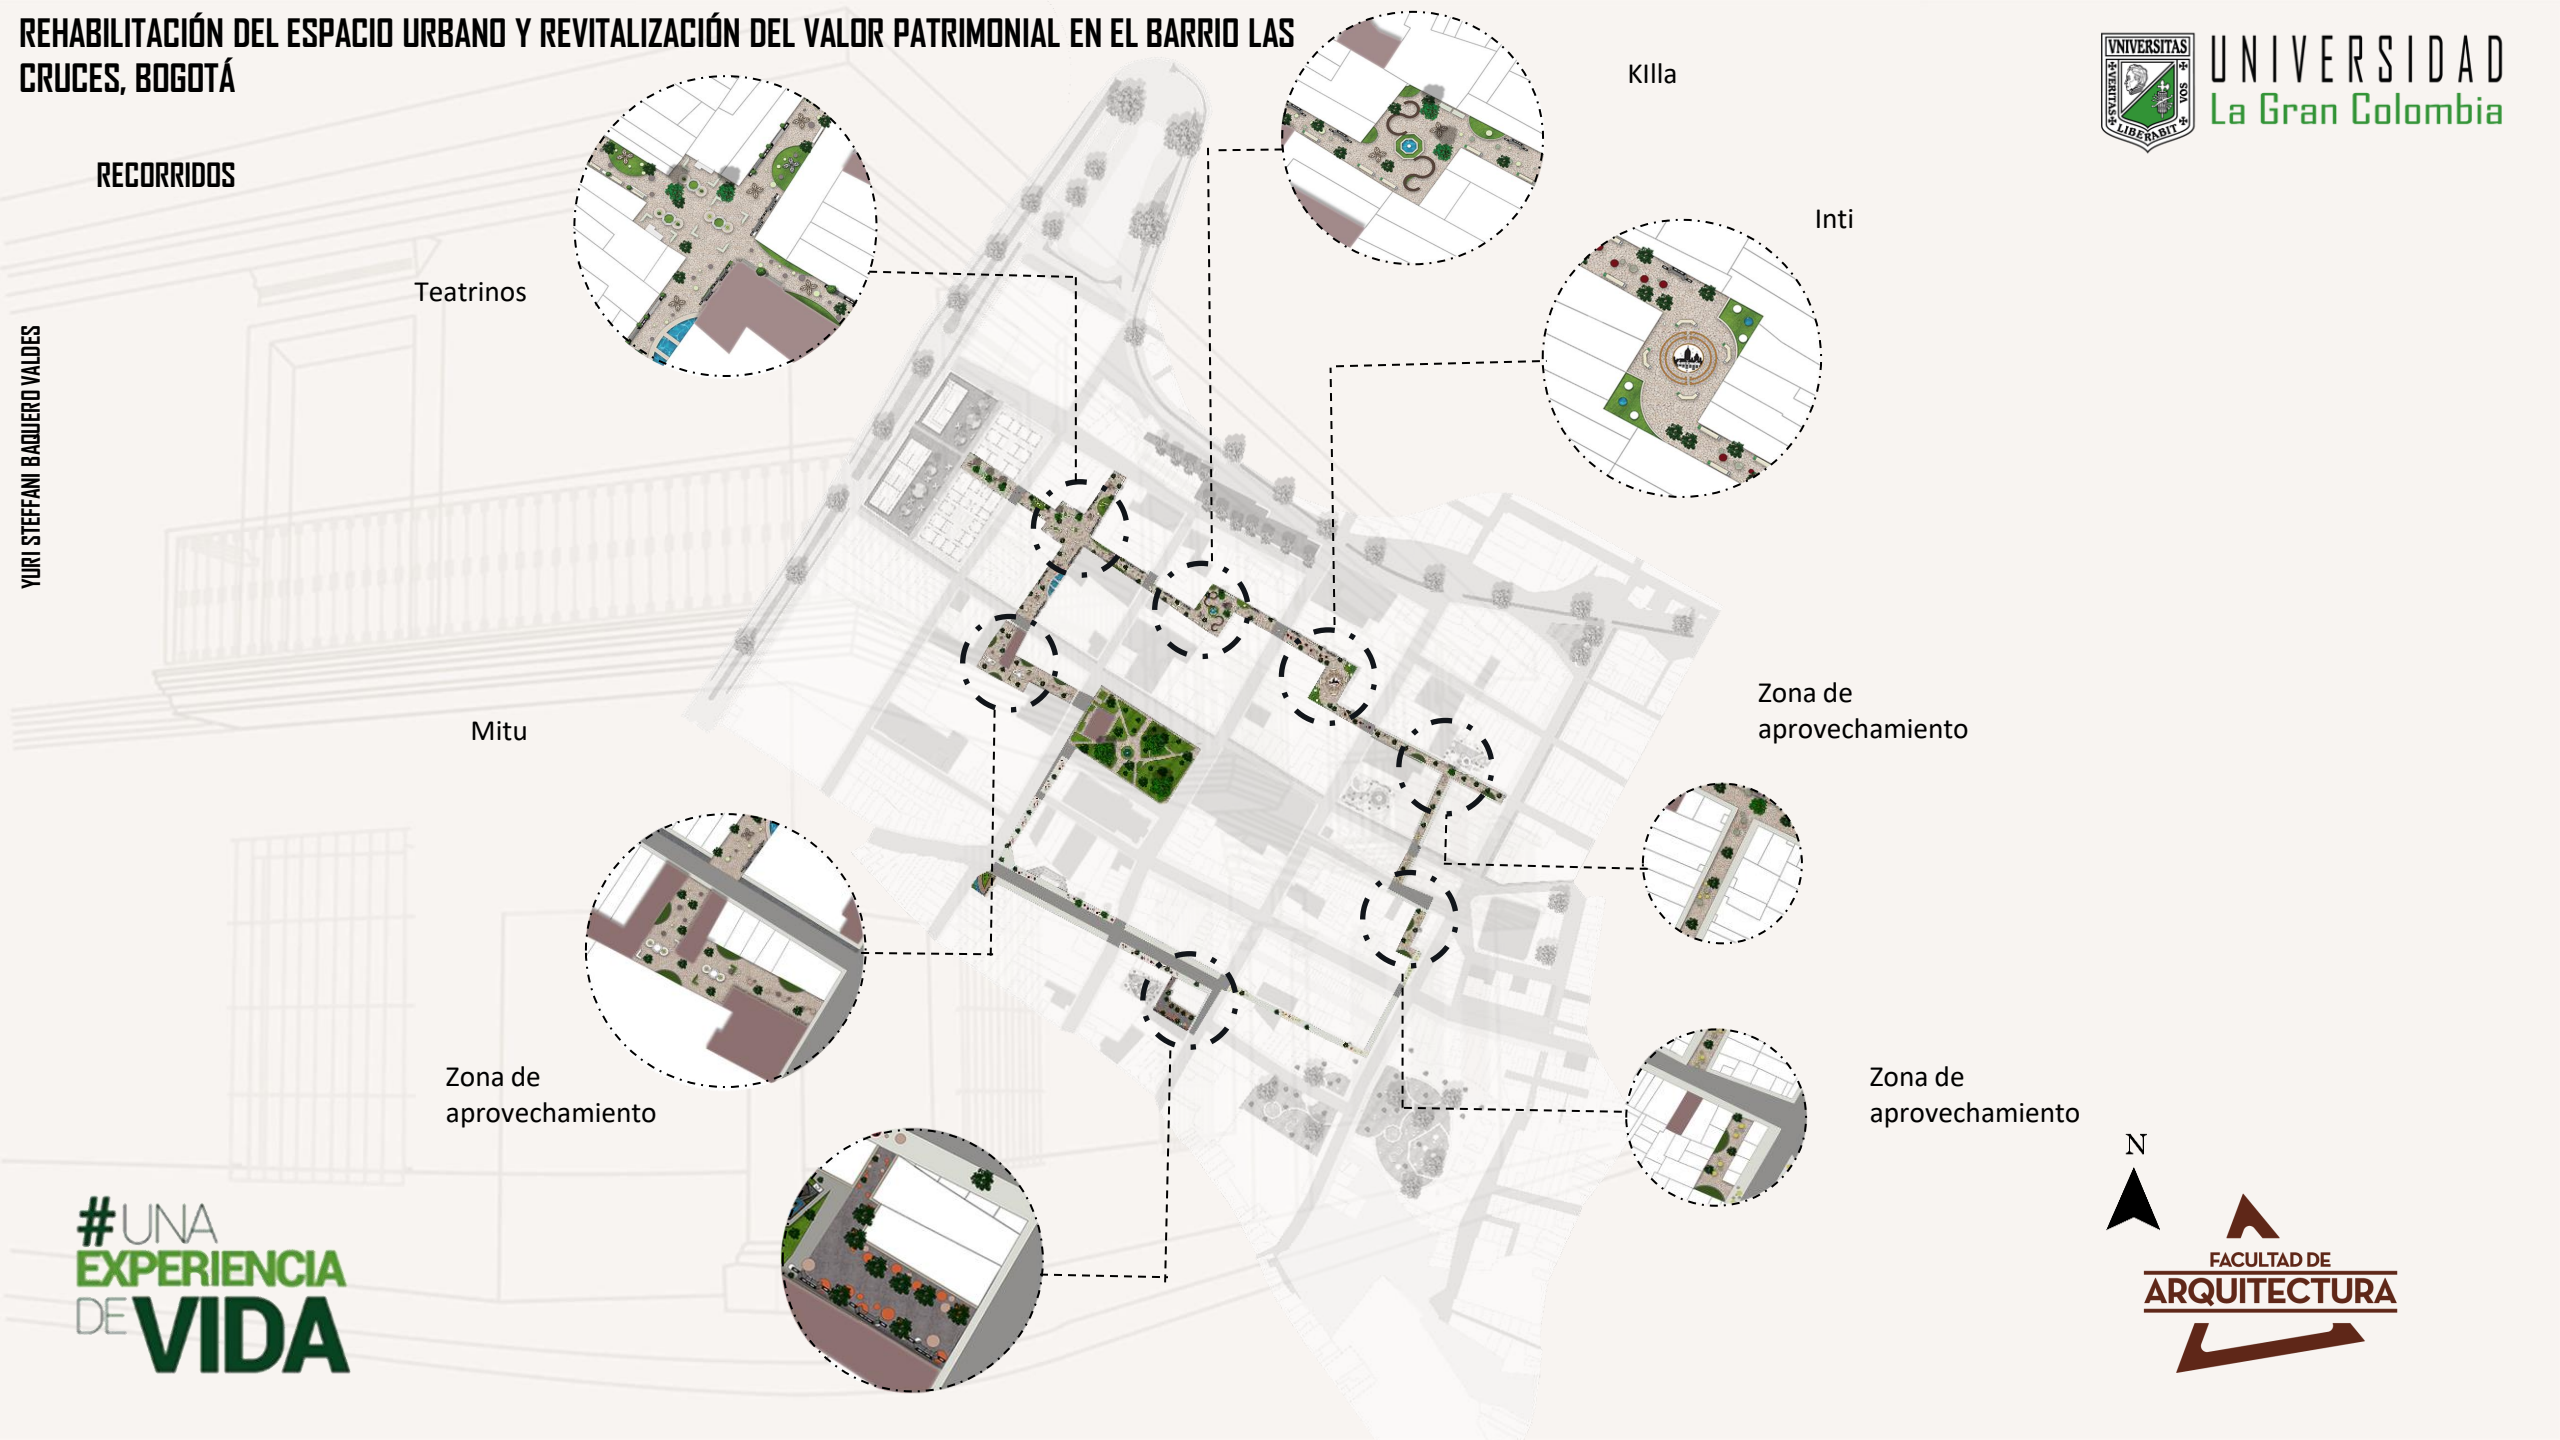 REHABILITACIÓN DEL ESPACIO URBANO Y REVITALIZACIÓN DEL VALOR PATRIMONIAL EN EL BARRIO LAS
CRUCES, BOGOTÁ
RECORRIDOS
YURI STEFFANI BAQUERO VALDES
VNIVERSITAS
VERITAS
VOS
LIBERABIT
UNIVERSIDAD
La Gran Colombia
KIlla
Inti
Teatrinos
Mitu
Zona de
aprovechamiento
Zona de
aprovechamiento
Zona de
aprovechamiento
N
#UNA
EXPERIENCIA
DE VIDA
FACULTAD DE
ARQUITECTURA